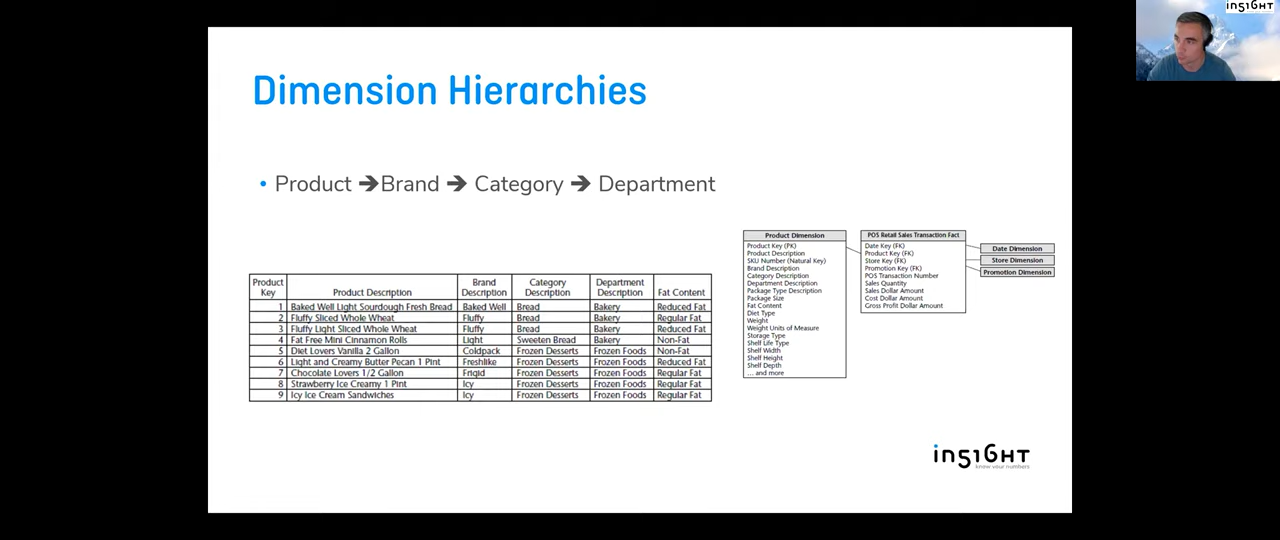 in516HT
Dimension Hierarchies
• Product ➔Brand ➔ Category ➔ Department
Product Key Product Description Brand Description Category Description Department Description Fat Content
1 Baked Well Light Sourdough Fresh Bread Baked Well Bread Bakery Reduced Fat
2 Fluffy Sliced Whole Wheat Fluffy Bread Bakery Regular Fat
3 Fluffy Light Sliced Whole Wheat Fluffy Bread Bakery Reduced Fat
4 Fat Free Mini Cinnamon Rolls Light Sweeten Bread Bakery Non-Fat
5 Diet Lovers Vanilla 2 Gallon Coldpack Frozen Desserts Frozen Foods Non-Fat
6 Light and Creamy Butter Pecan 1 Pint Freshlike Frozen Desserts Frozen Foods Reduced Fat
7 Chocolate Lovers 1/2 Gallon Frigid Frozen Desserts Frozen Foods Regular Fat
8 Strawberry Ice Creamy 1 Pint Icy Frozen Desserts Frozen Foods Regular Fat
9 Icy Ice Cream Sandwiches Icy Frozen Desserts Frozen Foods Regular Fat
Product Dimension
Product Key (PK)
Product Description
SKU Number (Natural Key)
Brand Description
Category Description
Department Description
Package Type Description
Package Size
Fat Content
Diet Type
Weight
Weight Units of Measure
Storage Type
Shelf Life Type
Shelf Width
Shelf Height
Shelf Depth
... and more
POS Retail Sales Transaction Fact
Date Key (FK)
Product Key (FK)
Store Key (FK)
Promotion Key (FK)
POS Transaction Number
Sales Quantity
Sales Dollar Amount
Cost Dollar Amount
Gross Profit Dollar Amount
Date Dimension
Store Dimension
Promotion Dimension
in516HT
know your numbers